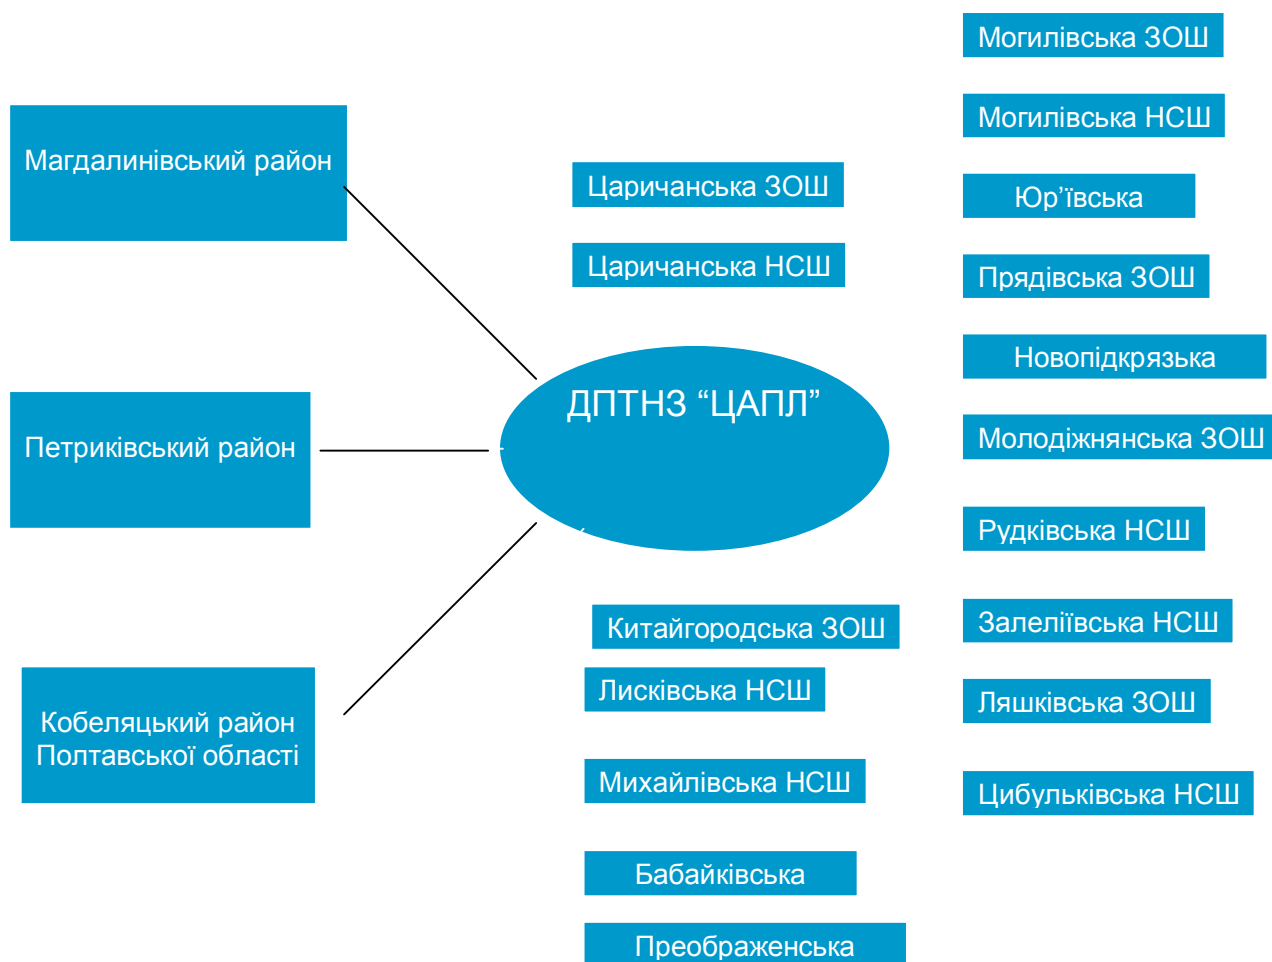 Магдалинівський район
Петриківський район
Кобеляцький район
Полтавської області
Царичанська ЗОШ
Царичанська НСШ
ДПТНЗ “ЦАПЛ”
Китайгородська ЗОШ
Лисківська НСШ
Михайлівська НСШ
Бабайківська
Преображенська
Могилівська ЗОШ
Могилівська НСШ
Юр’ївська
Прядівська ЗОШ
Новопідкрязька
Молодіжнянська ЗОШ
Рудківська НСШ
Залеліївська НСШ
Ляшківська ЗОШ
Цибульківська НСШ